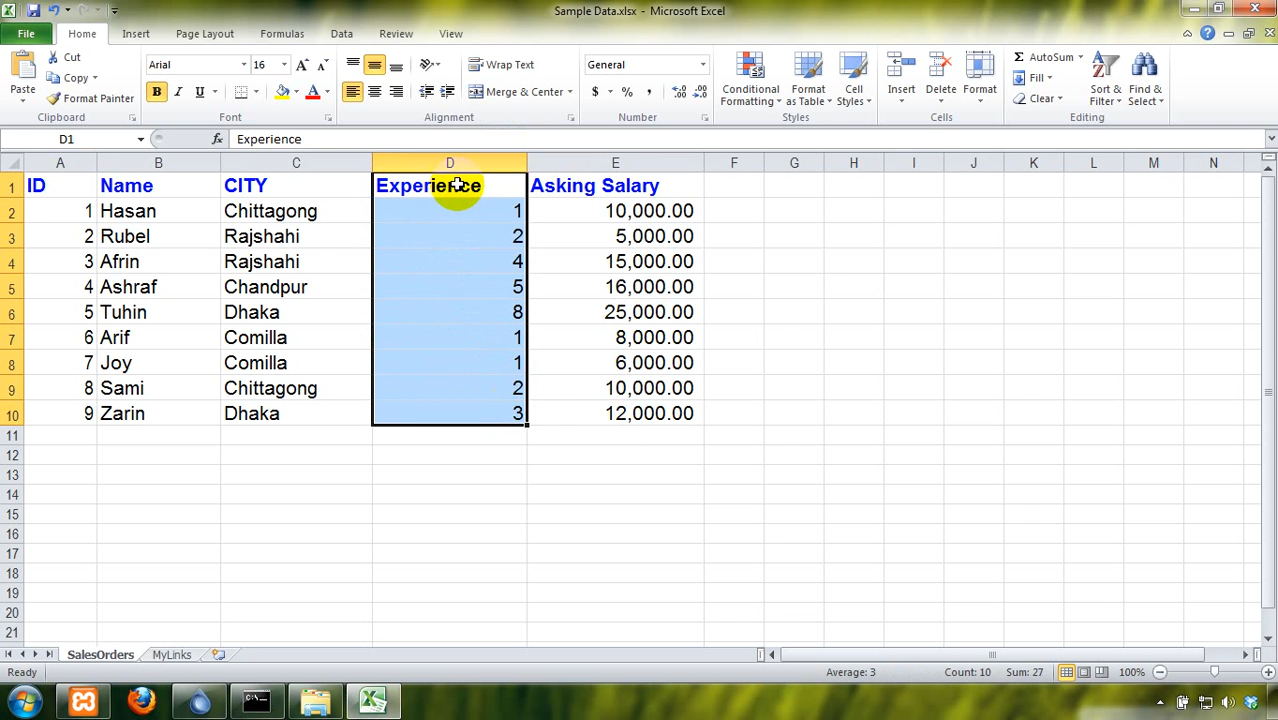 Sample Data.xlsx - Microsoft Excel
File Home Insert Page Layout Formulas Data Review View
Paste
Cut
Copy
Format Painter
Clipboard
Arial 16
B I U A
Font
Wrap Text
Merge & Center
Alignment
General
$ % , .00
Number
Conditional Formatting
Format as Table
Cell Styles
Styles
Insert Delete Format
Cells
Σ AutoSum
Fill
Clear
Sort & Filter
Find & Select
Editing
D1 fx Experience
A B C D E F G H I J K L M N
1 ID Name CITY Experience Asking Salary
2 1 Hasan Chittagong 1 10,000.00
3 2 Rubel Rajshahi 2 5,000.00
4 3 Afrin Rajshahi 4 15,000.00
5 4 Ashraf Chandpur 5 16,000.00
6 5 Tuhin Dhaka 8 25,000.00
7 6 Arif Comilla 1 8,000.00
8 7 Joy Comilla 1 6,000.00
9 8 Sami Chittagong 2 10,000.00
10 9 Zarin Dhaka 3 12,000.00
11
12
13
14
15
16
17
18
19
20
21
SalesOrders MyLinks
Ready Average: 3 Count: 10 Sum: 27 100%